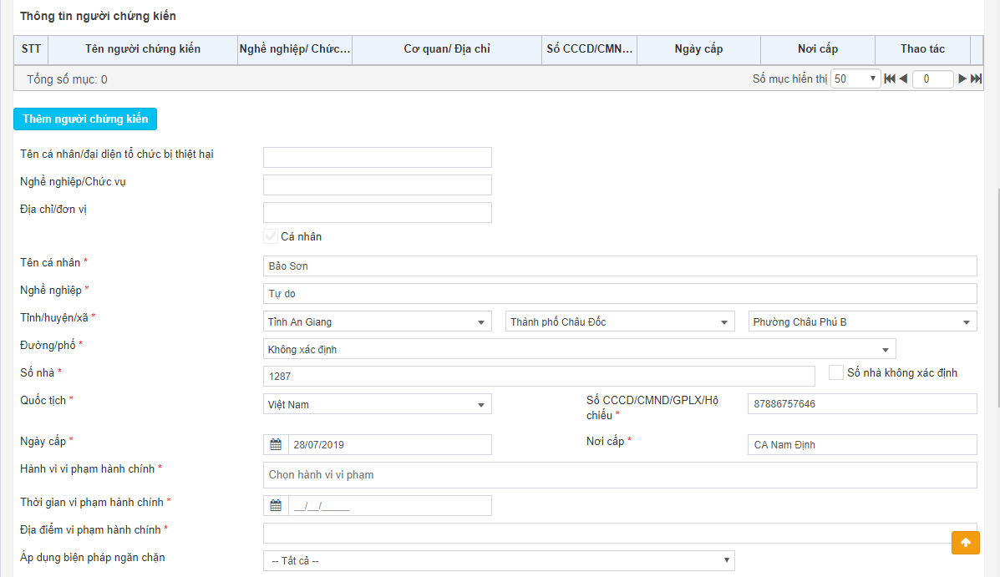 Thông tin người chứng kiến
STT Tên người chứng kiến Nghề nghiệp/ Chức... Cơ quan/ Địa chỉ Số CCCD/CMN... Ngày cấp Nơi cấp Thao tác
Tổng số mục: 0 Số mục hiển thị 50 0
Thêm người chứng kiến
Tên cá nhân/đại diện tổ chức bị thiệt hại
Nghề nghiệp/Chức vụ
Địa chỉ/đơn vị
Cá nhân
Tên cá nhân * Bảo Sơn
Nghề nghiệp * Tự do
Tỉnh/huyện/xã * Tỉnh An Giang Thành phố Châu Đốc Phường Châu Phú B
Đường/phố * Không xác định
Số nhà * 1287 Số nhà không xác định
Quốc tịch * Việt Nam Số CCCD/CMND/GPLX/Hộ
chiếu * 87886757646
Ngày cấp * 28/07/2019 Nơi cấp * CA Nam Định
Hành vi vi phạm hành chính * Chọn hành vi vi phạm
Thời gian vi phạm hành chính * __/__/_____
Địa điểm vi phạm hành chính *
Áp dụng biện pháp ngăn chặn -- Tất cả --